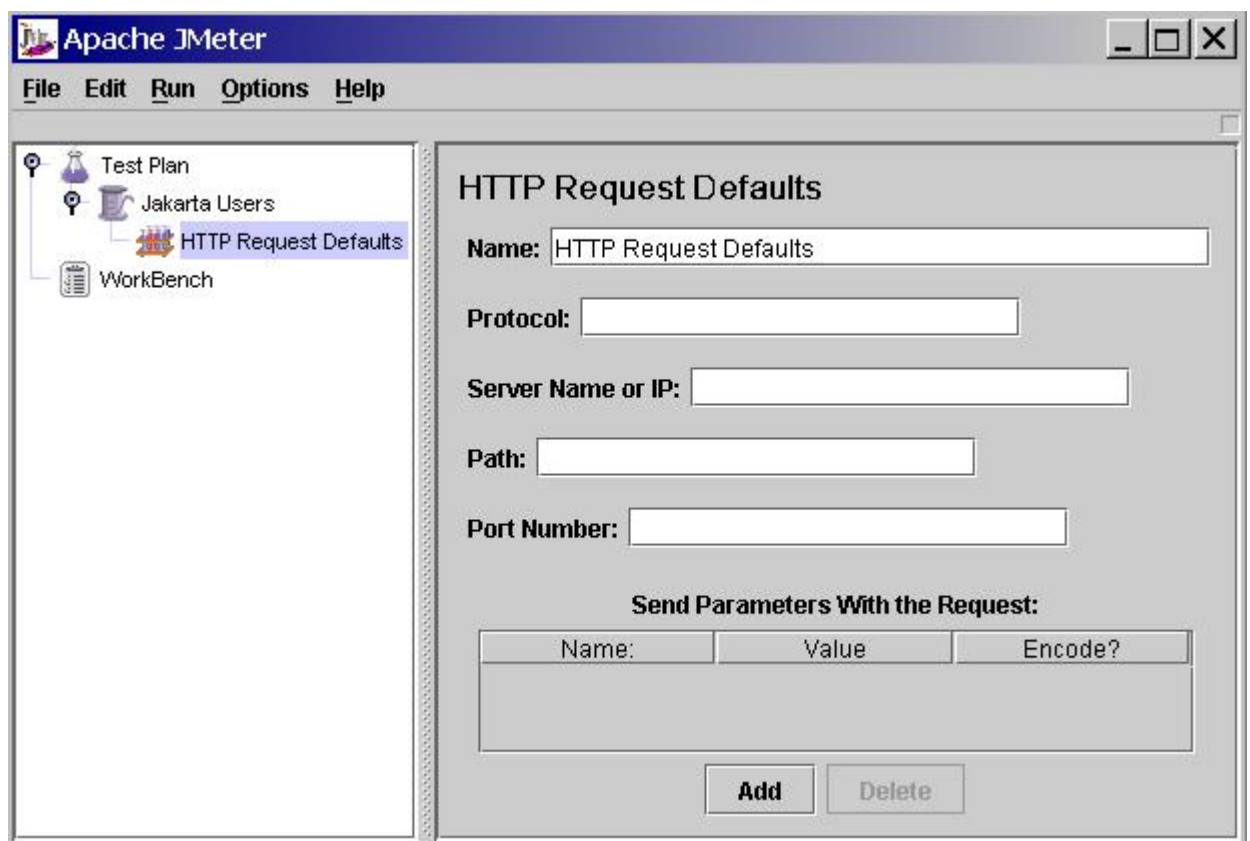 Apache JMeter
File Edit Run Options Help
Test Plan
Jakarta Users
HTTP Request Defaults
WorkBench
HTTP Request Defaults
Name: HTTP Request Defaults
Protocol:
Server Name or IP:
Path:
Port Number:
Send Parameters With the Request:
Name: Value Encode?
Add Delete